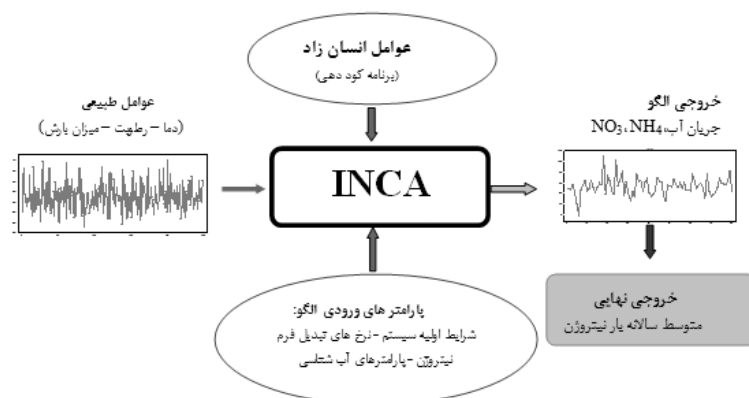 عوامل انسان زاد
(برنامه کود دهی)
عوامل طبیعی
(دما – رطوبت – میزان بارش)
خروجی الگو
جریان آب، NO3، NH4
INCA
پارامتر های ورودی الگو:
شرایط اولیه سیستم – نرخ های تبدیل فرم
نیتروژن – پارامترهای آب شناسی
خروجی نهایی
متوسط سالانه بار نیتروژن